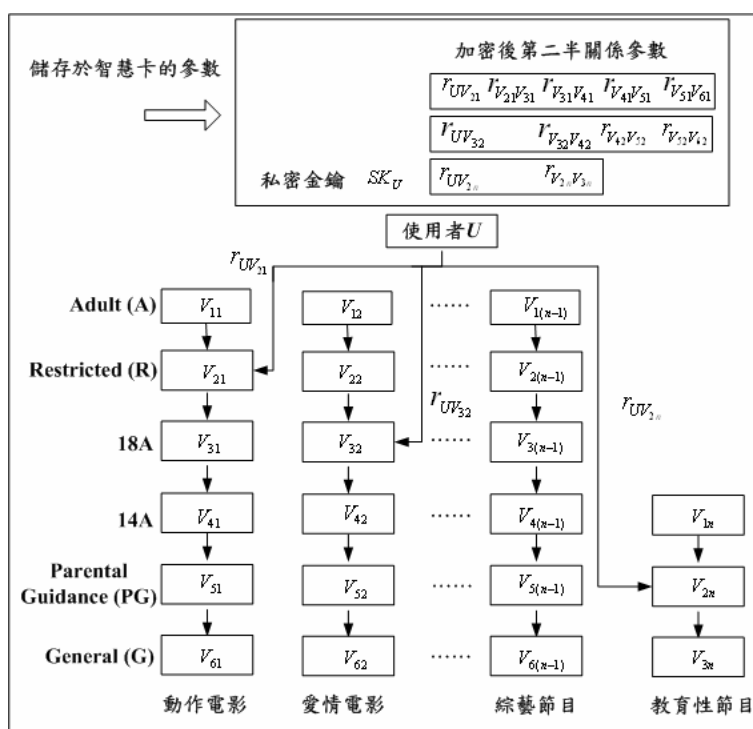 儲存於智慧卡的參數
加密後第二半關係參數
r_{UV_{21}} r_{V_{21}V_{31}} r_{V_{31}V_{41}} r_{V_{41}V_{51}} r_{V_{51}V_{61}}
r_{UV_{32}} r_{V_{32}V_{42}} r_{V_{42}V_{52}} r_{V_{52}V_{62}}
私密金鑰 SK_U r_{UV_{2n}} r_{V_{2n}V_{3n}}
使用者U
r_{UV_{21}}
Adult (A) V_{11} V_{12} ...... V_{1(n-1)}
Restricted (R) V_{21} V_{22} ...... V_{2(n-1)}
r_{UV_{32}} r_{UV_{2n}}
18A V_{31} V_{32} ...... V_{3(n-1)}
14A V_{41} V_{42} ...... V_{4(n-1)} V_{1n}
Parental
Guidance (PG) V_{51} V_{52} ...... V_{5(n-1)} V_{2n}
General (G) V_{61} V_{62} ...... V_{6(n-1)} V_{3n}
動作電影 愛情電影 綜藝節目 教育性節目